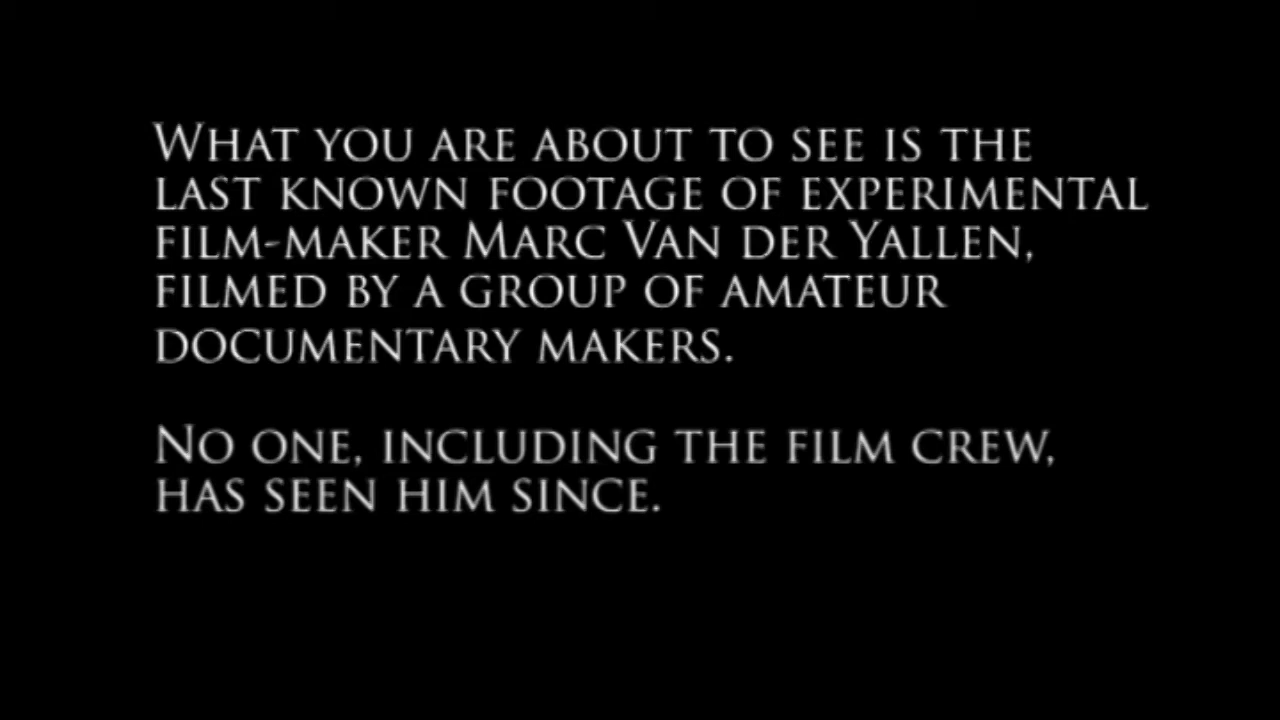 What you are about to see is the
last known footage of experimental
film-maker Marc Van der Yallen,
filmed by a group of amateur
documentary makers.
No one, including the film crew,
has seen him since.